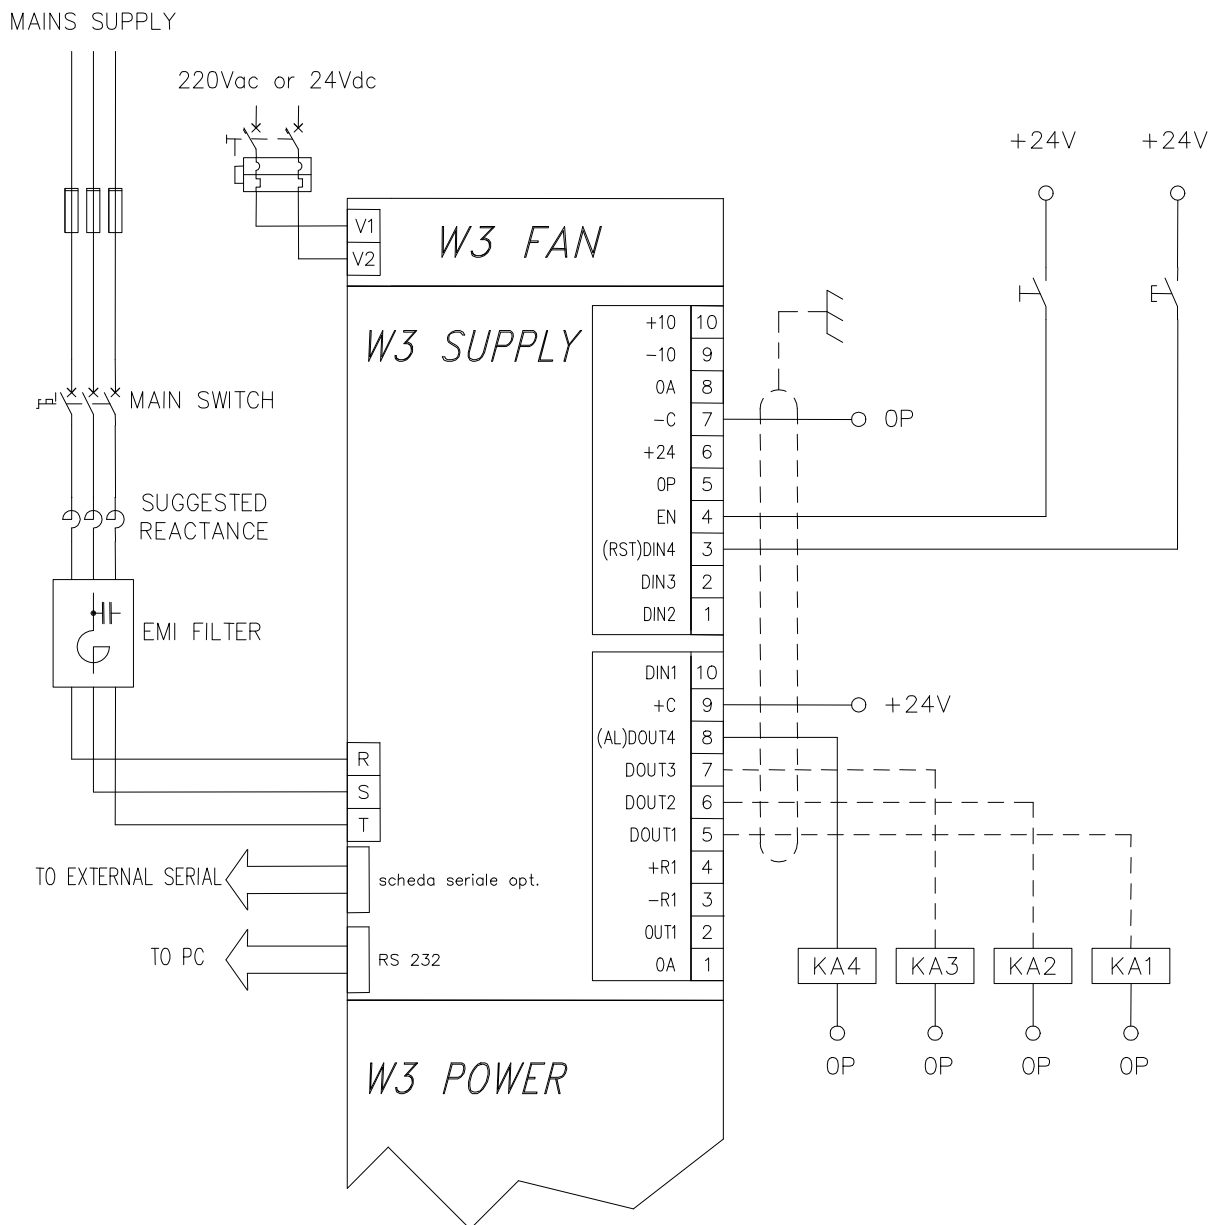 MAINS SUPPLY
220Vac or 24Vdc
+24V
+24V
V1
V2
W3 FAN
W3 SUPPLY
+10 10
-10 9
0A 8
-C 7
0P
+24 6
0P 5
EN 4
(RST)DIN4 3
DIN3 2
DIN2 1
MAIN SWITCH
SUGGESTED
REACTANCE
EMI FILTER
DIN1 10
+C 9
+24V
(AL)DOUT4 8
DOUT3 7
DOUT2 6
DOUT1 5
+R1 4
-R1 3
OUT1 2
0A 1
R
S
T
TO EXTERNAL SERIAL
scheda seriale opt.
TO PC
RS 232
KA4
KA3
KA2
KA1
0P
0P
0P
0P
W3 POWER